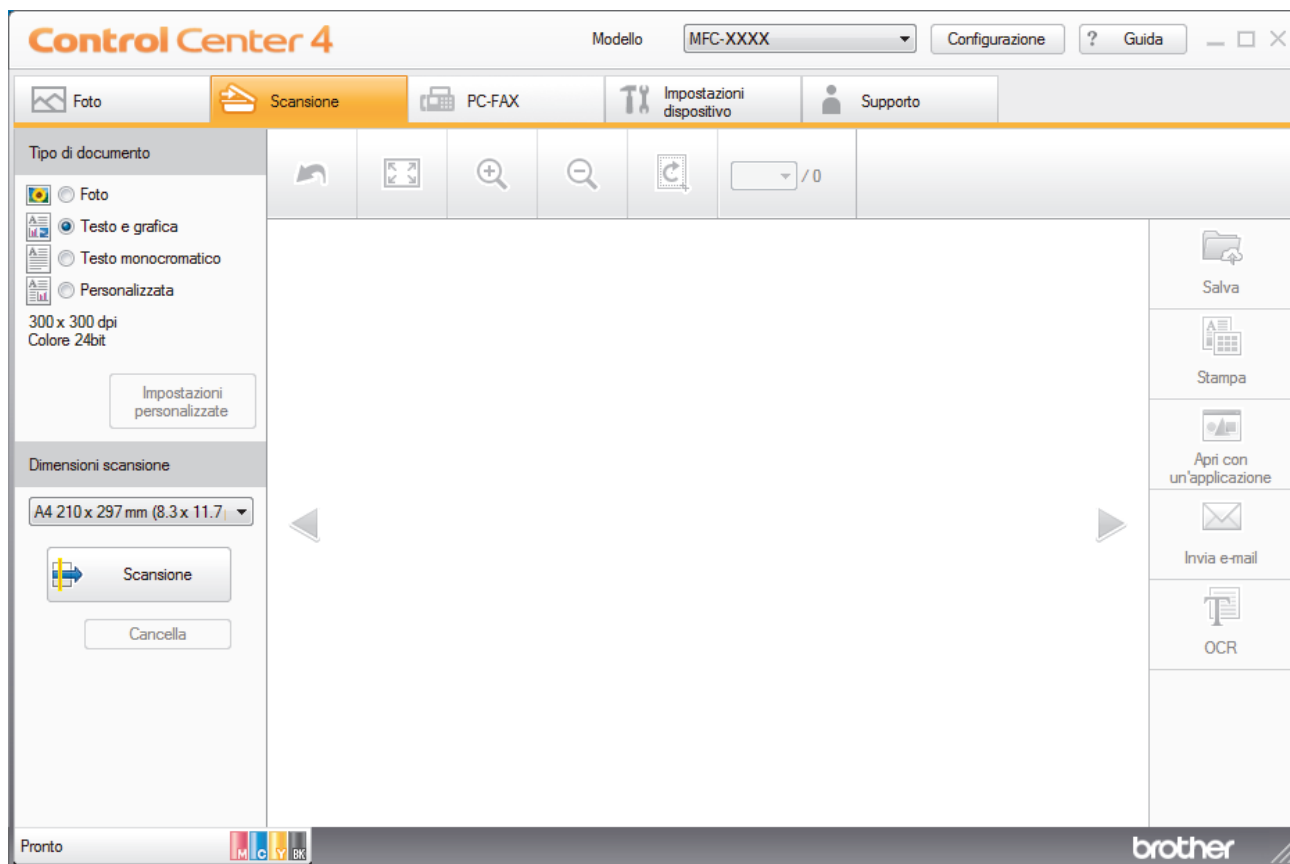 Control Center 4
Modello
MFC-XXXX
Configurazione
? Guida
Foto
Scansione
PC-FAX
Impostazioni
dispositivo
Supporto
Tipo di documento
Foto
Testo e grafica
Testo monocromatico
Personalizzata
300 x 300 dpi
Colore 24bit
Impostazioni
personalizzate
/ 0
Dimensioni scansione
A4 210 x 297 mm (8.3 x 11.7
Scansione
Cancella
Salva
Stampa
Apri con
un'applicazione
Invia e-mail
OCR
Pronto
M C Y BK
brother